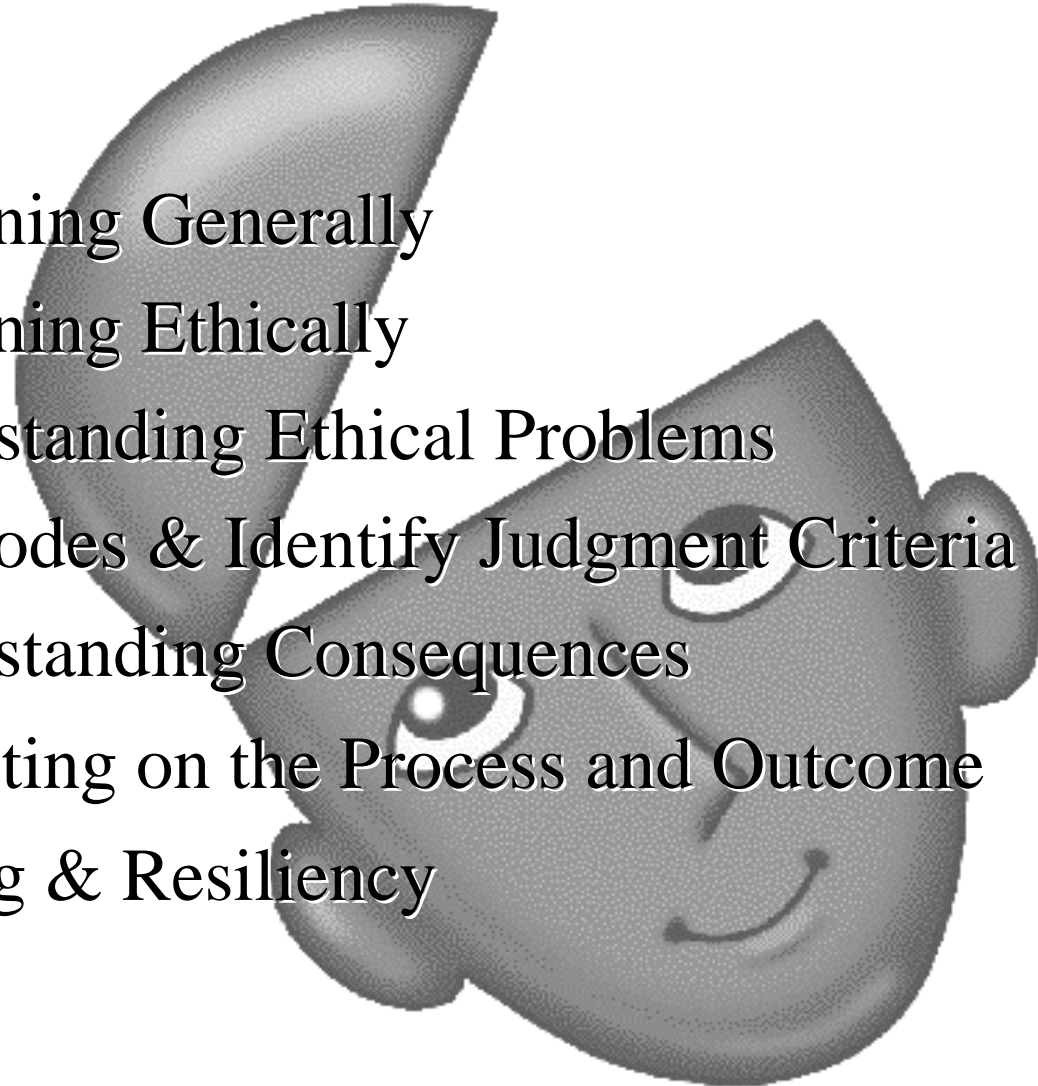 ning Generally
ning Ethically
standing Ethical Problems
odes & Identify Judgment Criteria
standing Consequences
ting on the Process and Outcome
g & Resiliency